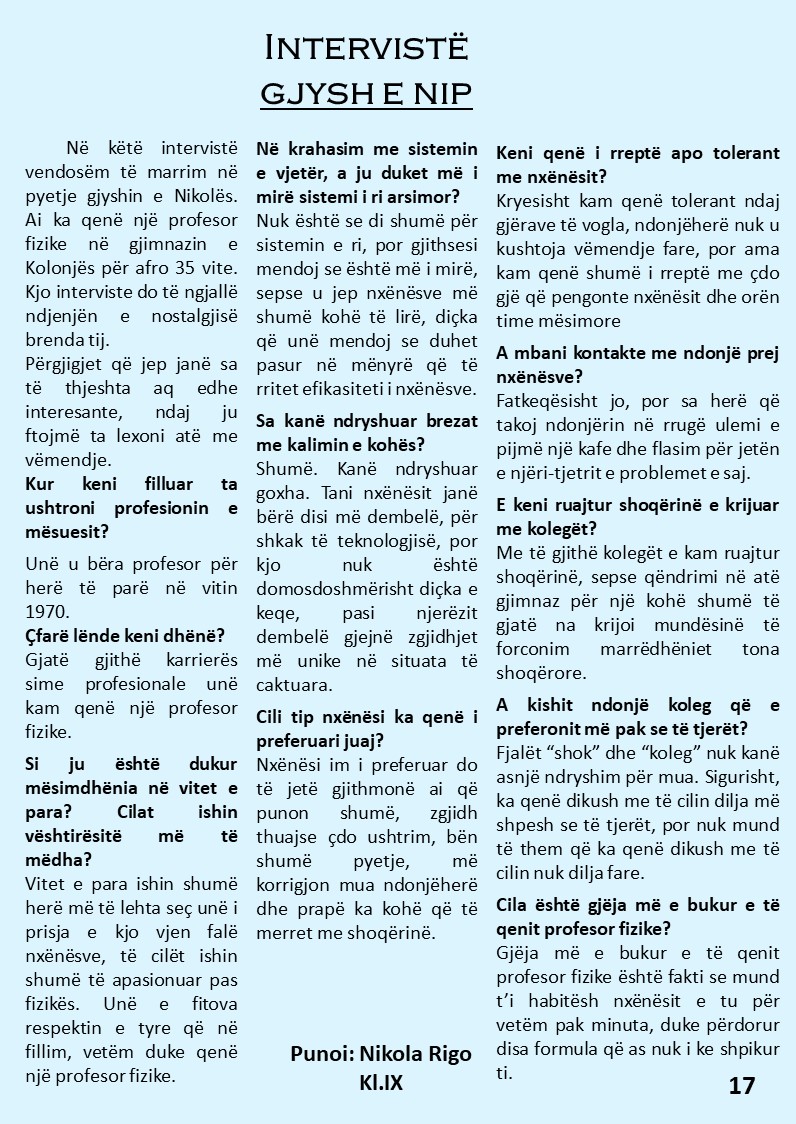 INTERVISTË
GJYSH E NIP
Në këtë intervistë
vendosëm të marrim në
pyetje gjyshin e Nikolës.
Ai ka qenë një profesor
fizike në gjimnazin e
Kolonjës për afro 35 vite.
Kjo interviste do të ngjallë
ndjenjën e nostalgjisë
brenda tij.
Përgjigjet që jep janë sa
të thjeshta aq edhe
interesante, ndaj ju
ftojmë ta lexoni atë me
vëmendje.
Kur keni filluar ta
ushtroni profesionin e
mësuesit?
Unë u bëra profesor për
herë të parë në vitin
1970.
Çfarë lënde keni dhënë?
Gjatë gjithë karrierës
sime profesionale unë
kam qenë një profesor
fizike.
Si ju është dukur
mësimdhënia në vitet e
para? Cilat ishin
vështirësitë më të
mëdha?
Vitet e para ishin shumë
herë më të lehta seç unë i
prisja e kjo vjen falë
nxënësve, të cilët ishin
shumë të apasionuar pas
fizikës. Unë e fitova
respektin e tyre që në
fillim, vetëm duke qenë
një profesor fizike.
Në krahasim me sistemin
e vjetër, a ju duket më i
mirë sistemi i ri arsimor?
Nuk është se di shumë për
sistemin e ri, por gjithsesi
mendoj se është më i mirë,
sepse u jep nxënësve më
shumë kohë të lirë, diçka
që unë mendoj se duhet
pasur në mënyrë që të
rritet efikasiteti i nxënësve.
Sa kanë ndryshuar brezat
me kalimin e kohës?
Shumë. Kanë ndryshuar
goxha. Tani nxënësit janë
bërë disi më dembelë, për
shkak të teknologjisë, por
kjo nuk është
domosdoshmërisht diçka e
keqe, pasi njerëzit
dembelë gjejnë zgjidhjet
më unike në situata të
caktuara.
Cili tip nxënësi ka qenë i
preferuari juaj?
Nxënësi im i preferuar do
të jetë gjithmonë ai që
punon shumë, zgjidh
thuajse çdo ushtrim, bën
shumë pyetje, më
korrigjon mua ndonjëherë
dhe prapë ka kohë që të
merret me shoqërinë.
Punoi: Nikola Rigo
Kl.IX
Keni qenë i rreptë apo tolerant
me nxënësit?
Kryesisht kam qenë tolerant ndaj
gjërave të vogla, ndonjëherë nuk u
kushtoja vëmendje fare, por ama
kam qenë shumë i rreptë me çdo
gjë që pengonte nxënësit dhe orën
time mësimore
A mbani kontakte me ndonjë prej
nxënësve?
Fatkeqësisht jo, por sa herë që
takoj ndonjërin në rrugë ulemi e
pijmë një kafe dhe flasim për jetën
e njëri-tjetrit e problemet e saj.
E keni ruajtur shoqërinë e krijuar
me kolegët?
Me të gjithë kolegët e kam ruajtur
shoqërinë, sepse qëndrimi në atë
gjimnaz për një kohë shumë të
gjatë na krijoi mundësinë të
forconim marrëdhëniet tona
shoqërore.
A kishit ndonjë koleg që e
preferonit më pak se të tjerët?
Fjalët “shok” dhe “koleg” nuk kanë
asnjë ndryshim për mua. Sigurisht,
ka qenë dikush me të cilin dilja më
shpesh se të tjerët, por nuk mund
të them që ka qenë dikush me të
cilin nuk dilja fare.
Cila është gjëja më e bukur e të
qenit profesor fizike?
Gjëja më e bukur e të qenit
profesor fizike është fakti se mund
t’i habitësh nxënësit e tu për
vetëm pak minuta, duke përdorur
disa formula që as nuk i ke shpikur
ti.
17